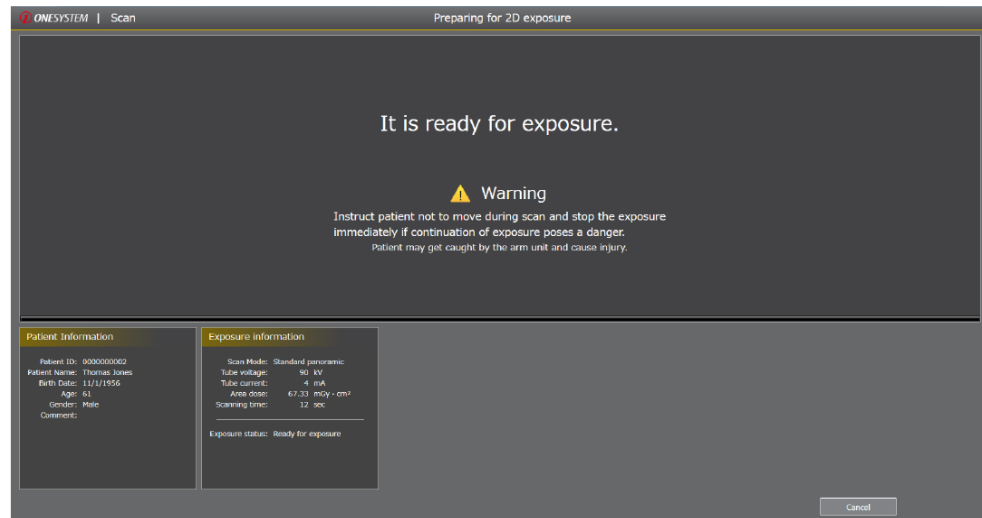 ONESYSTEM | Scan
Preparing for 2D exposure
It is ready for exposure.
Warning
Instruct patient not to move during scan and stop the exposure
immediately if continuation of exposure poses a danger.
Patient may get caught by the arm unit and cause injury.
Patient Information
Patient ID: 0000000002
Patient Name: Thomas Jones
Birth Date: 11/1/1956
Age: 61
Gender: Male
Comment:
Exposure information
Scan Mode: Standard panoramic
Tube voltage: 90 kV
Tube current: 4 mA
Area dose: 67.33 mGy·cm²
Scanning time: 12 sec
Exposure status: Ready for exposure
Cancel